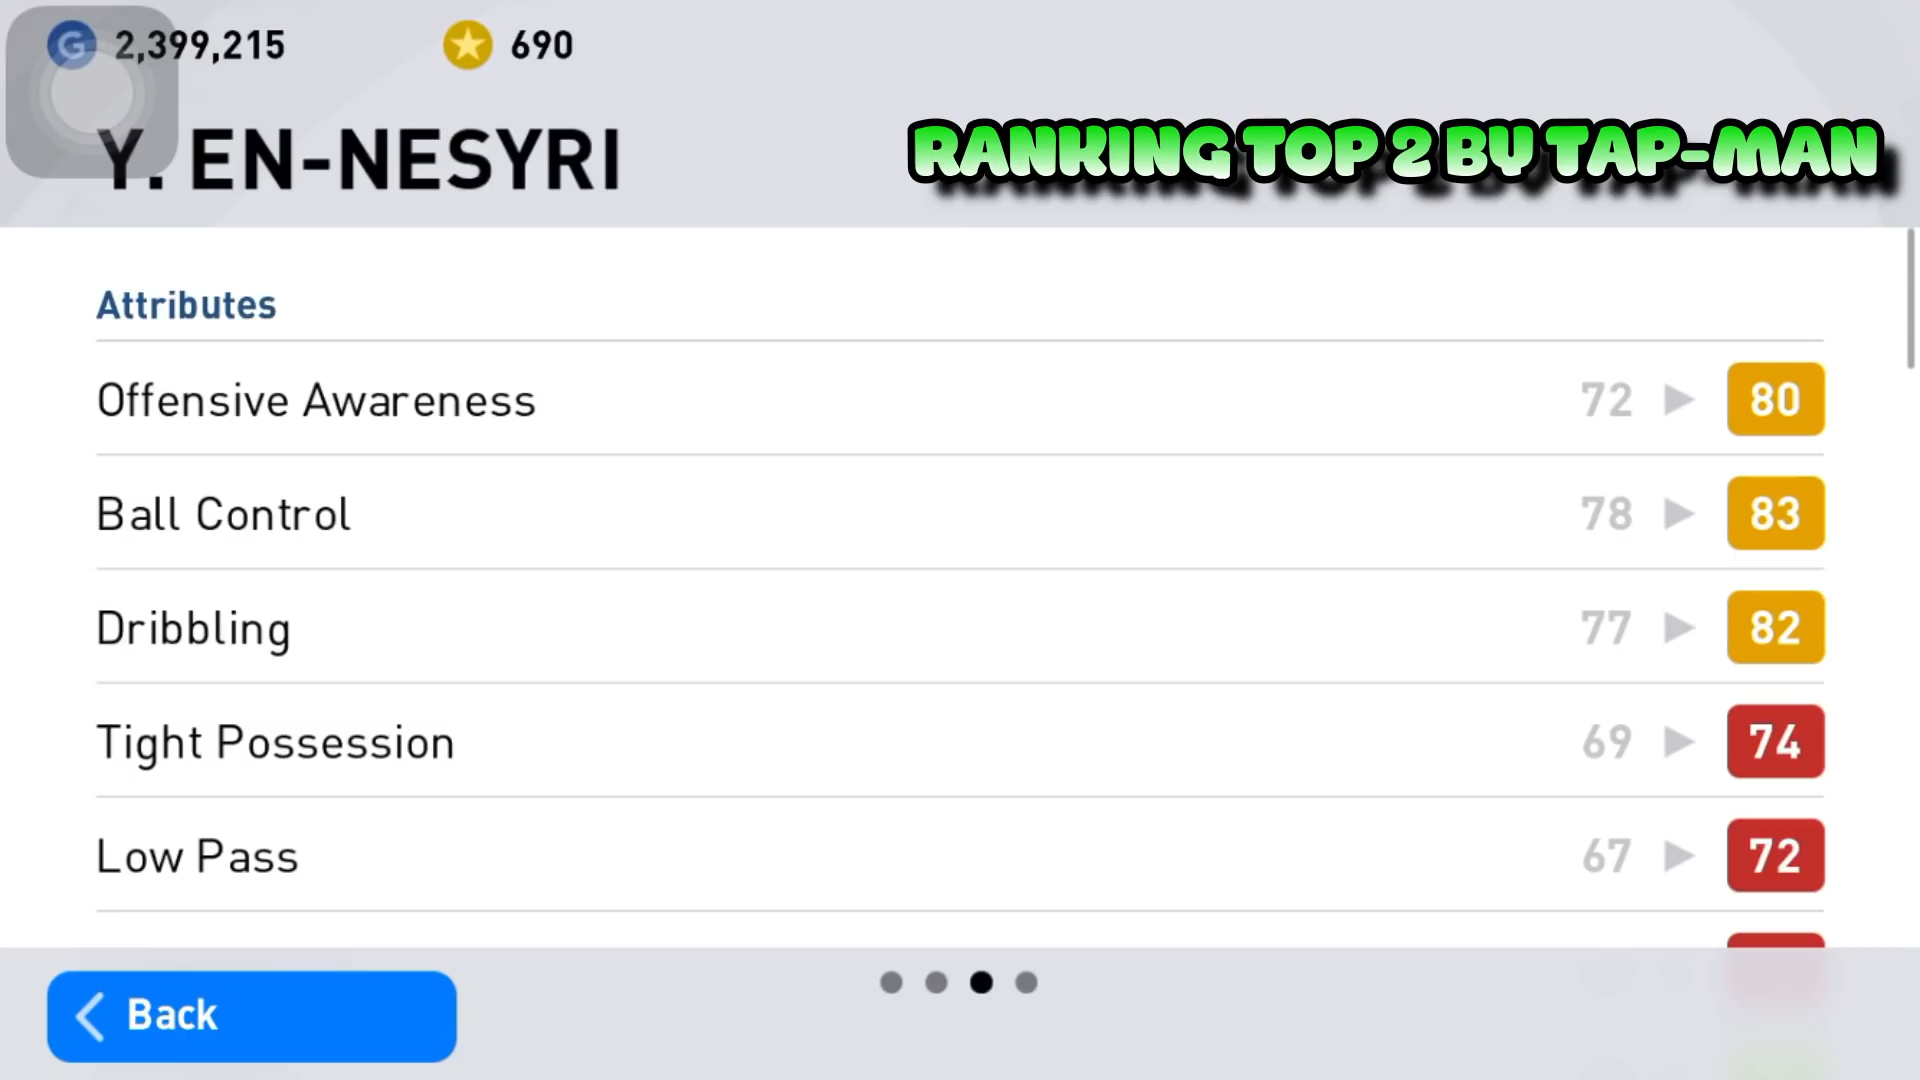 G 2,399,215 690
Y. EN-NESYRI
RANKING TOP 2 BY TAP-MAN
Attributes
Offensive Awareness 72 ▶ 80
Ball Control 78 ▶ 83
Dribbling 77 ▶ 82
Tight Possession 69 ▶ 74
Low Pass 67 ▶ 72
Back